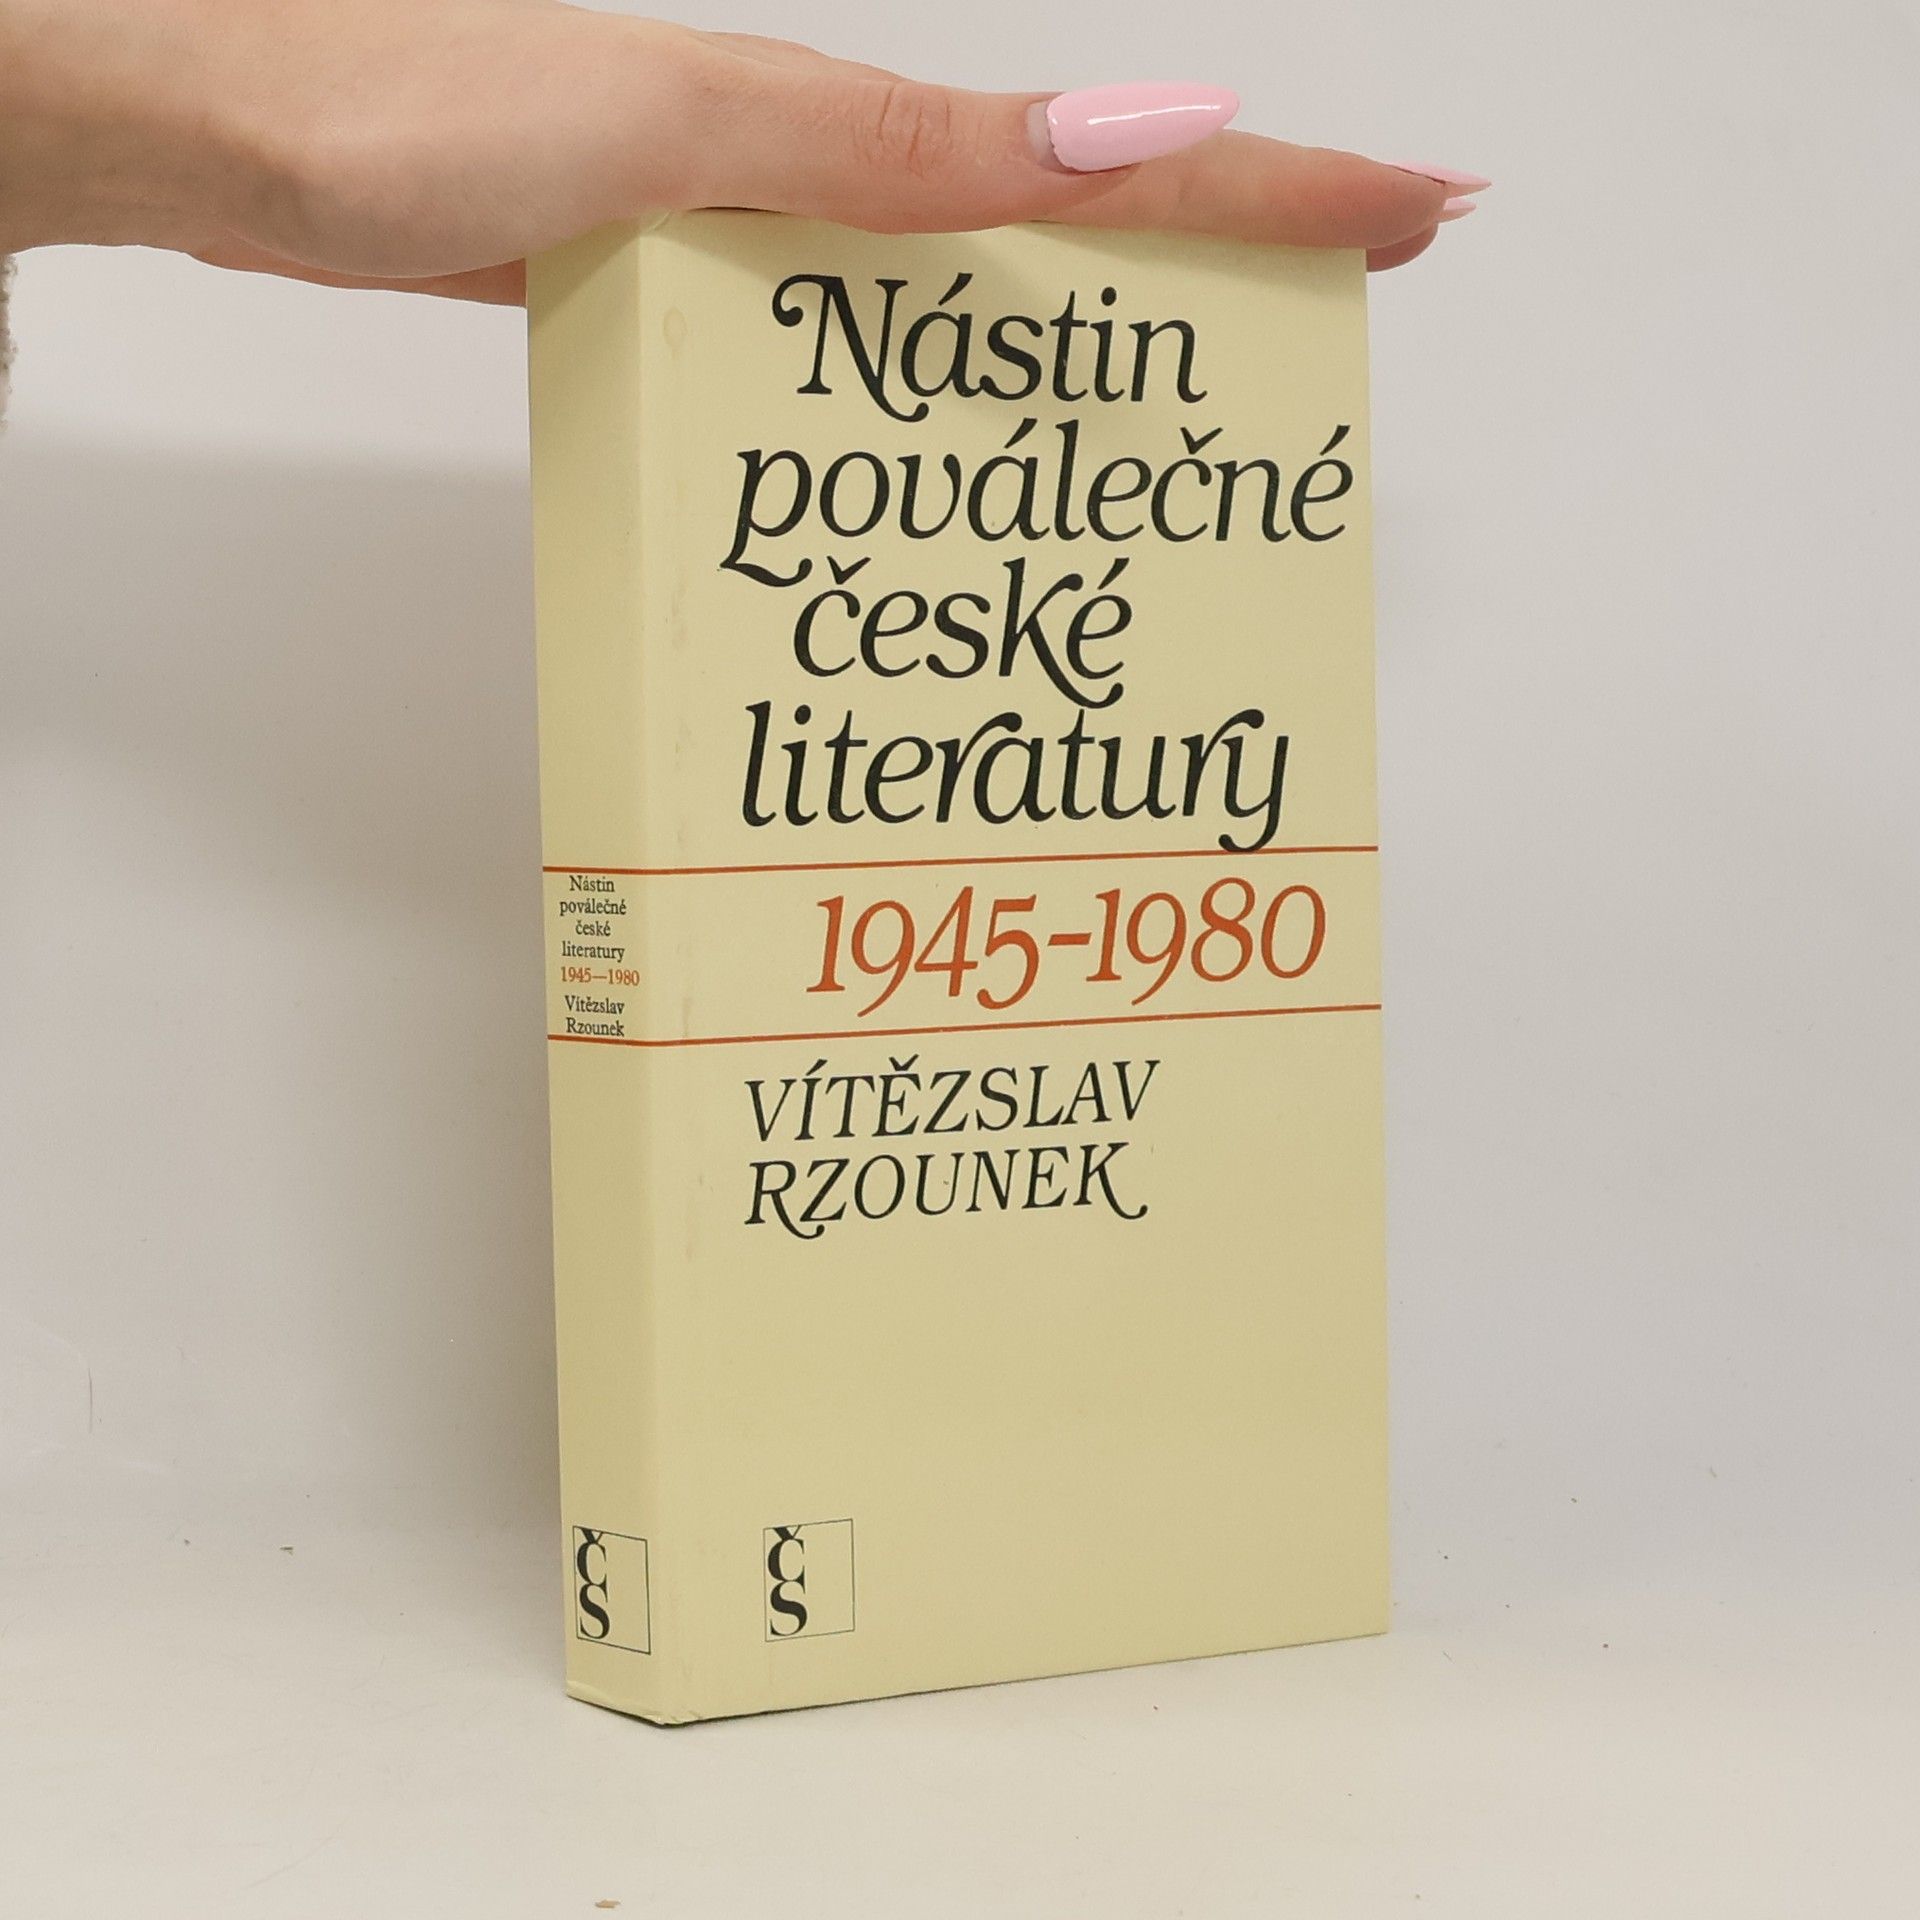 Nástin
poválečné
české
literatury
1945-1980
VÍTĚZSLAV
RZOUNEK
ČS
Nástin
poválečné
české
literatury
1945—1980
Vítězslav
Rzounek
ČS